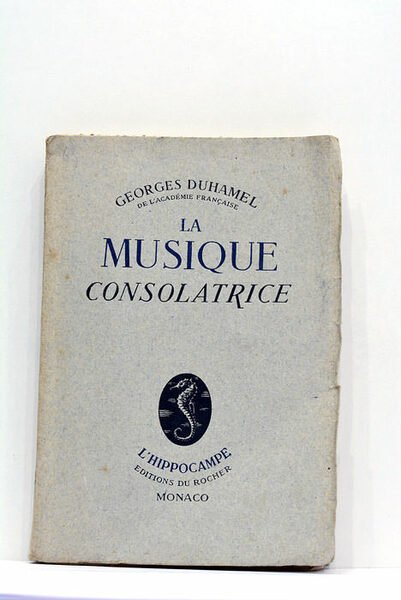 GEORGES DUHAMEL
DE L'ACADÉMIE FRANÇAISE
LA
MUSIQUE
CONSOLATRICE
L'HIPPOCAMPE
EDITIONS DU ROCHER
MONACO